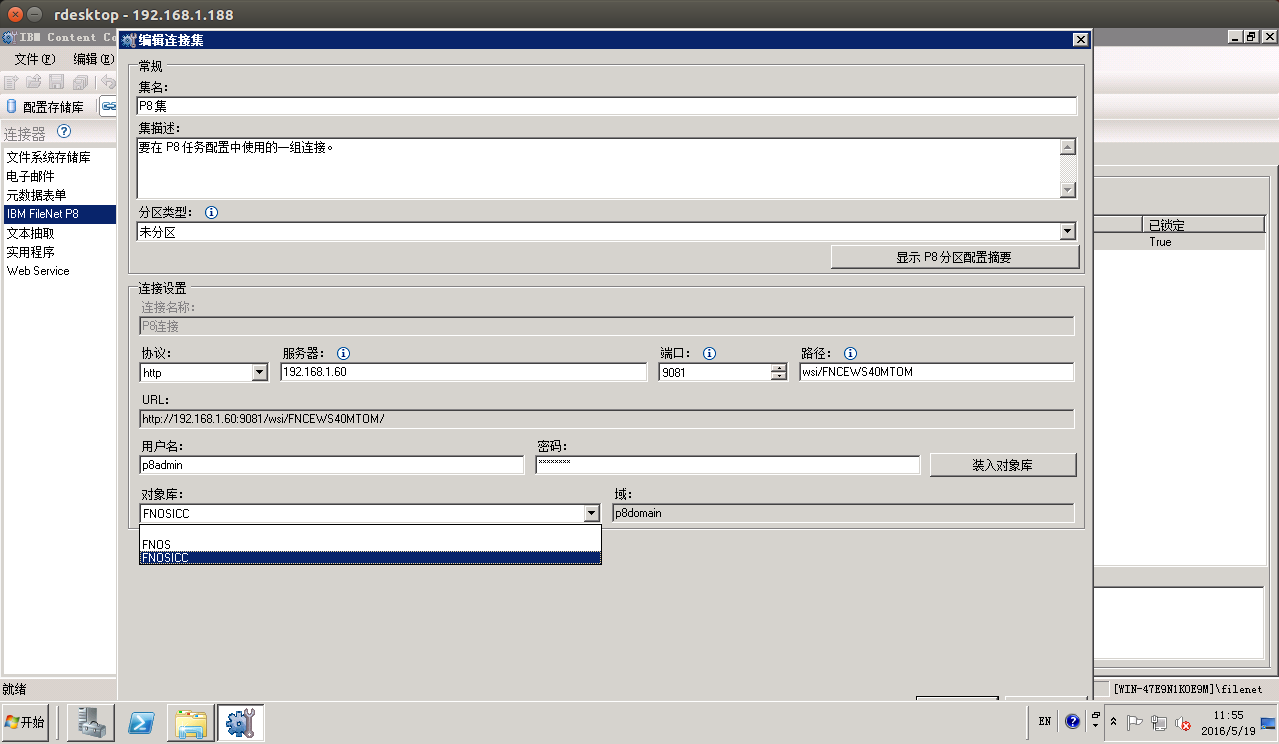 rdesktop - 192.168.1.188
IBM Content Co
编辑连接集
文件(F) 编辑(E)
配置存储库
连接器
文件系统存储库
电子邮件
元数据表单
IBM FileNet P8
文本抽取
实用程序
Web Service
常规
集名:
P8 集
集描述:
要在 P8 任务配置中使用的一组连接。
分区类型:
未分区
显示 P8 分区配置摘要
已锁定
True
连接设置
连接名称:
P8连接
协议: 服务器: 端口: 路径:
http 192.168.1.60 9081 wsi/FNCEWS40MTOM
URL:
http://192.168.1.60:9081/wsi/FNCEWS40MTOM/
用户名: 密码:
p8admin ******** 装入对象库
对象库: 域:
FNOSICC p8domain
FNOS
FNOSICC
就绪
[WIN-47E9N1KOE9M]\filenet
开始
EN
11:55
2016/5/19